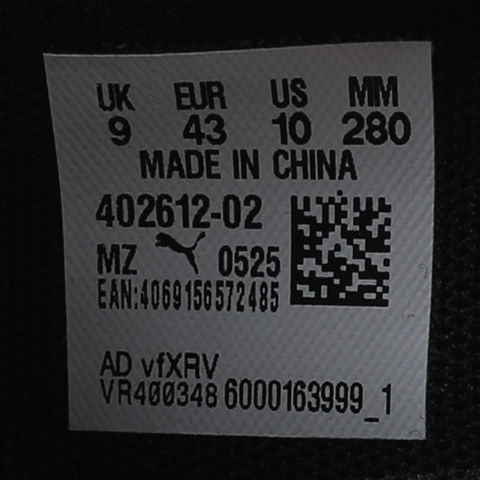 UK EUR US MM
9 43 10 280
MADE IN CHINA
402612-02
MZ 0525
EAN:4069156572485
AD vfXRV
VR400348 6000163999_1